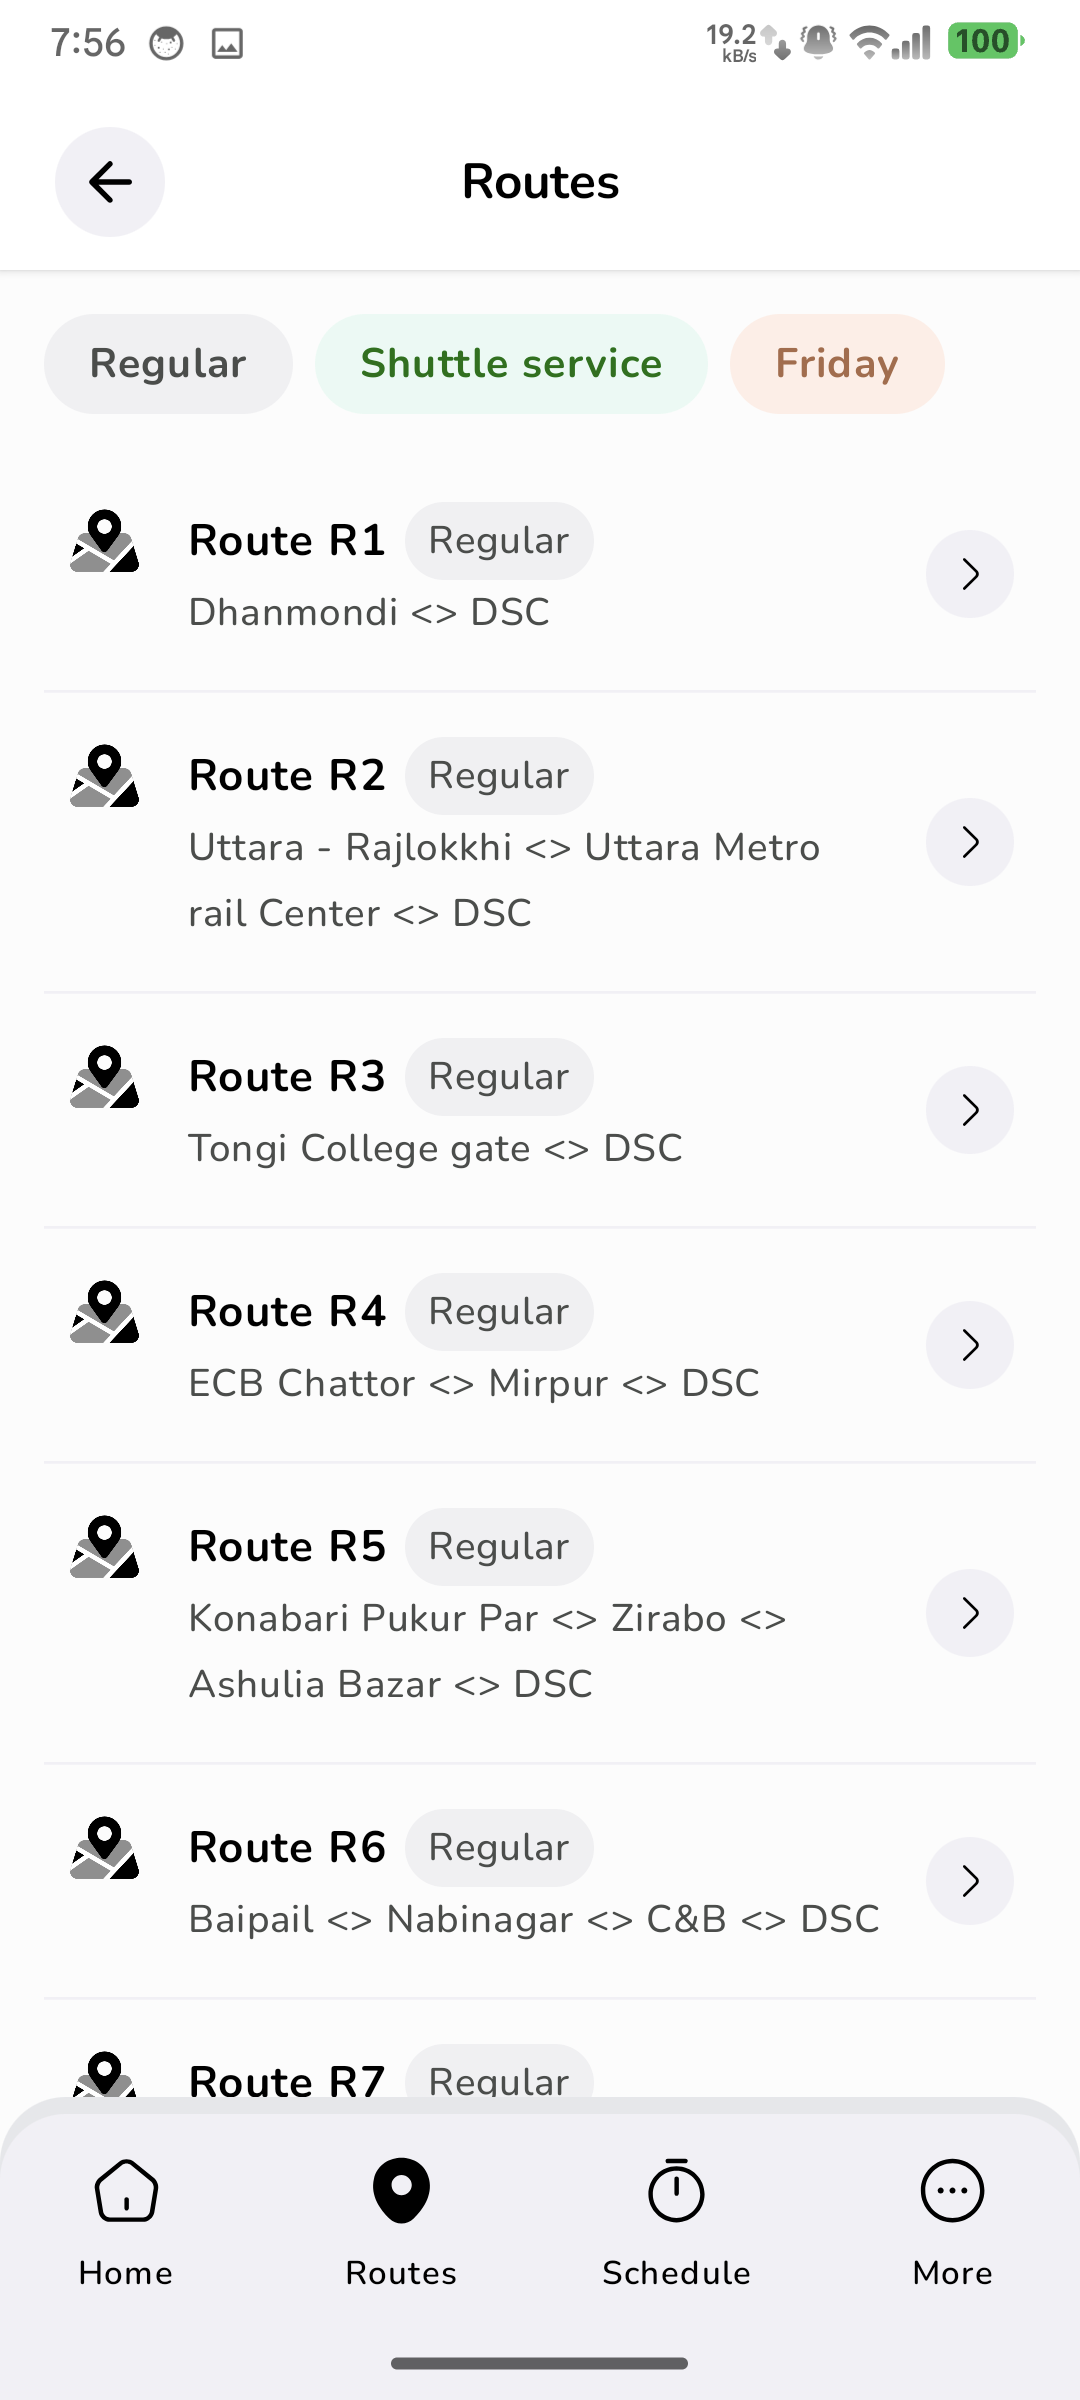 7:56
19.2
kB/s
100
Routes
Regular
Shuttle service
Friday
Route R1 Regular
Dhanmondi <> DSC
Route R2 Regular
Uttara - Rajlokkhi <> Uttara Metro
rail Center <> DSC
Route R3 Regular
Tongi College gate <> DSC
Route R4 Regular
ECB Chattor <> Mirpur <> DSC
Route R5 Regular
Konabari Pukur Par <> Zirabo <>
Ashulia Bazar <> DSC
Route R6 Regular
Baipail <> Nabinagar <> C&B <> DSC
Route R7 Regular
Home
Routes
Schedule
More